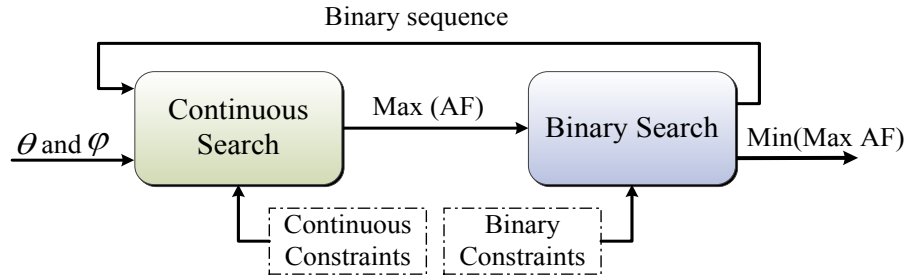 Binary sequence
Continuous
Search
Max (AF)
Binary Search
θ and φ
Min(Max AF)
Continuous
Constraints
Binary
Constraints